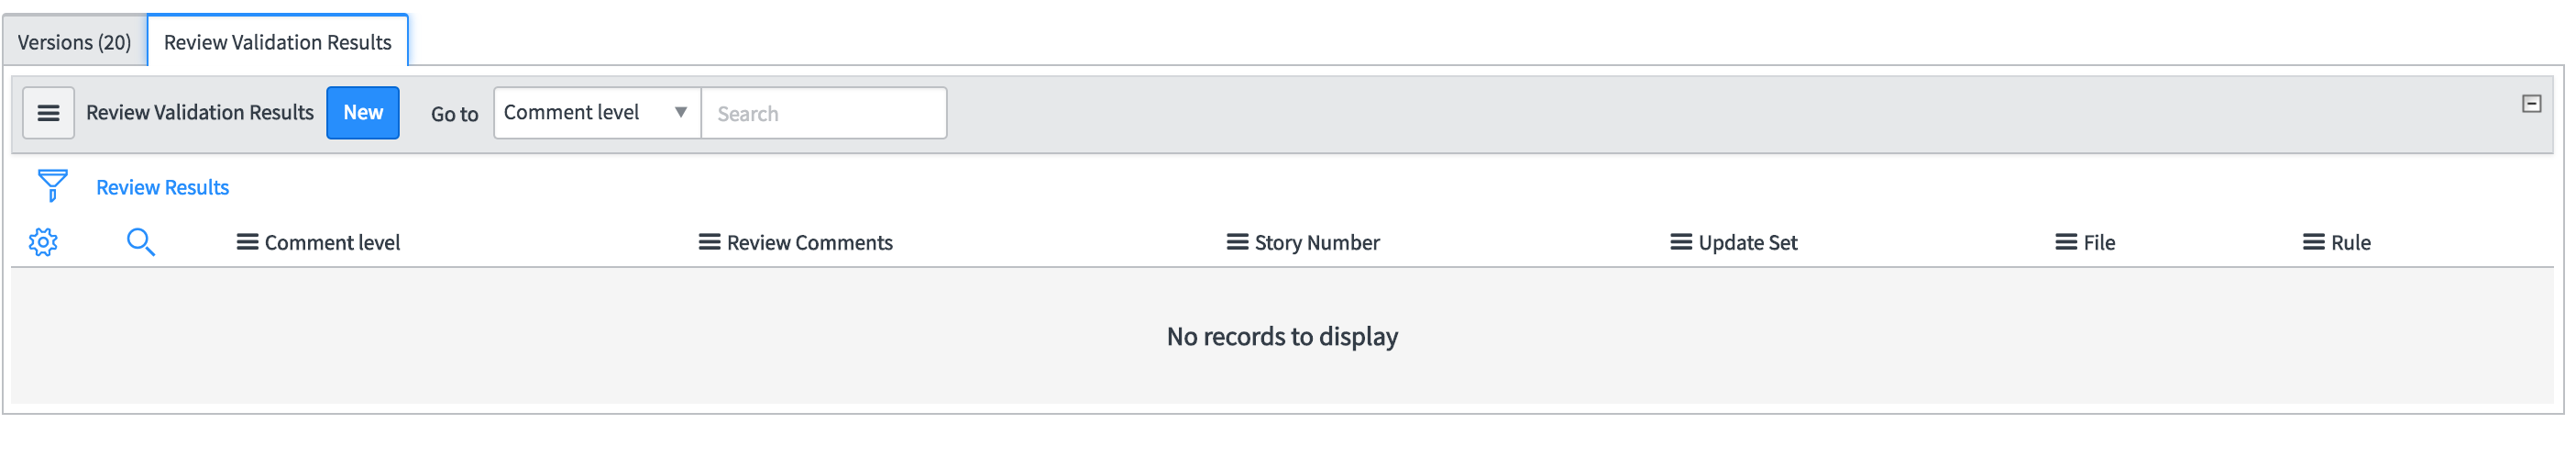 Versions (20) Review Validation Results
Review Validation Results New Go to Comment level Search
Review Results
Comment level Review Comments Story Number Update Set File Rule
No records to display